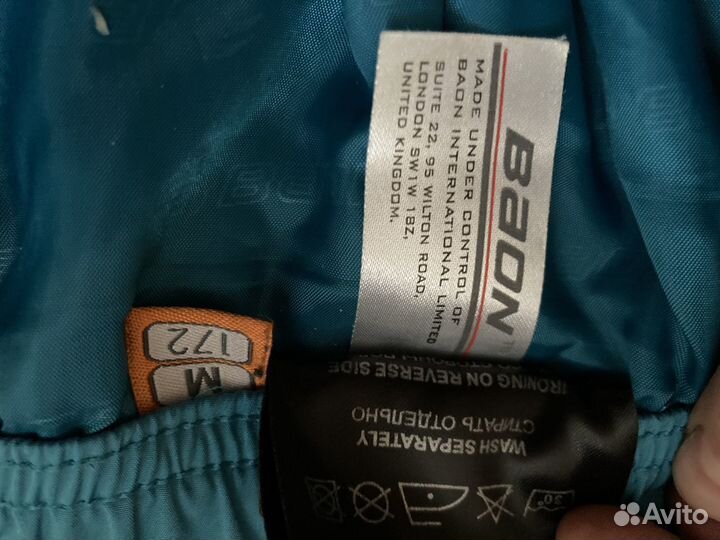 Baon
MADE UNDER CONTROL OF
BAON INTERNATIONAL LIMITED
SUITE 22, 95 WILTON ROAD,
LONDON SW1W 1BZ,
UNITED KINGDOM.
172
M
IRONING ON REVERSE SIDE
СТИРАТЬ ОТДЕЛЬНО
WASH SEPARATELY
30°
Avito